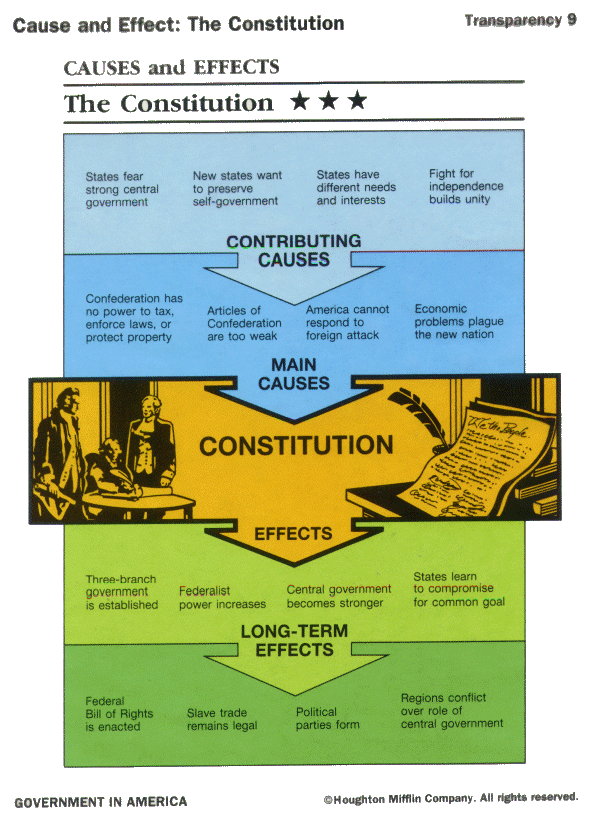 Cause and Effect: The Constitution
Transparency 9
CAUSES and EFFECTS
The Constitution ★ ★ ★
States fear
strong central
government
New states want
to preserve
self-government
States have
different needs
and interests
Fight for
independence
builds unity
CONTRIBUTING
CAUSES
Confederation has
no power to tax,
enforce laws, or
protect property
Articles of
Confederation
are too weak
America cannot
respond to
foreign attack
Economic
problems plague
the new nation
MAIN
CAUSES
CONSTITUTION
We the People
EFFECTS
Three-branch
government
is established
Federalist
power increases
Central government
becomes stronger
States learn
to compromise
for common goal
LONG-TERM
EFFECTS
Federal
Bill of Rights
is enacted
Slave trade
remains legal
Political
parties form
Regions conflict
over role of
central government
GOVERNMENT IN AMERICA
©Houghton Mifflin Company. All rights reserved.